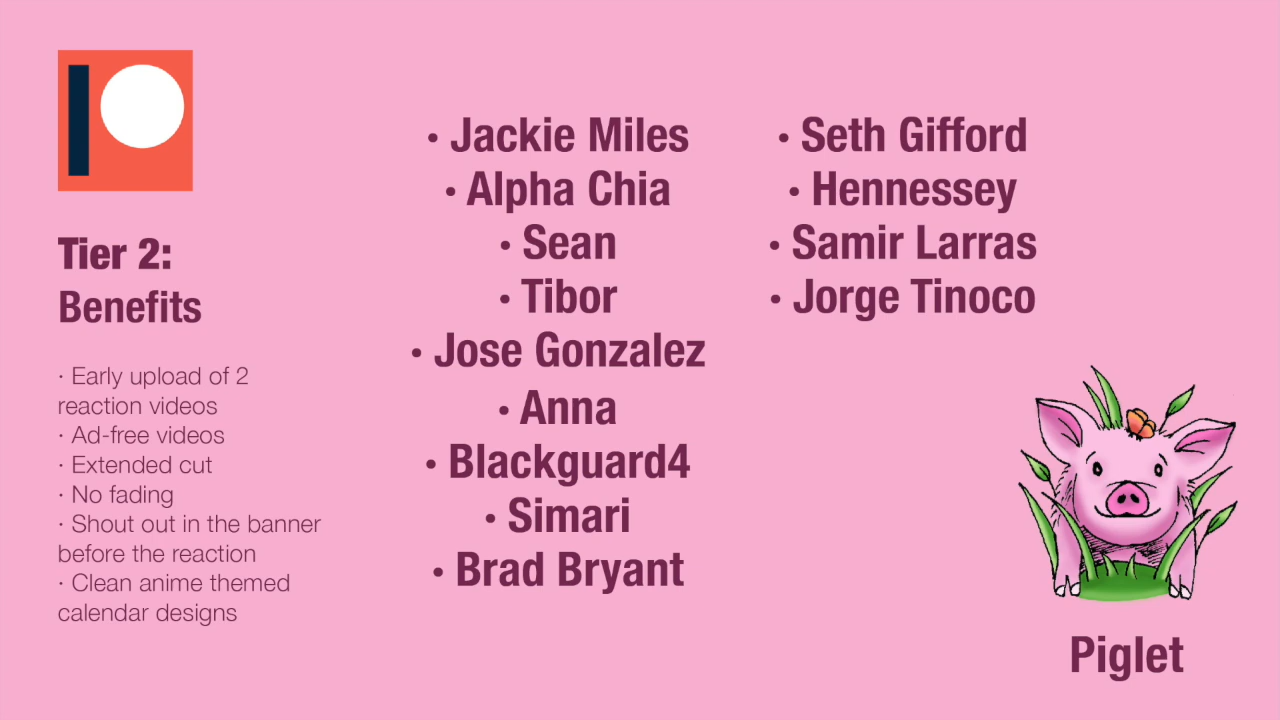 Tier 2:
Benefits
· Early upload of 2
reaction videos
· Ad-free videos
· Extended cut
· No fading
· Shout out in the banner
before the reaction
· Clean anime themed
calendar designs
• Jackie Miles
• Alpha Chia
• Sean
• Tibor
• Jose Gonzalez
• Anna
• Blackguard4
• Simari
• Brad Bryant
• Seth Gifford
• Hennessey
• Samir Larras
• Jorge Tinoco
Piglet